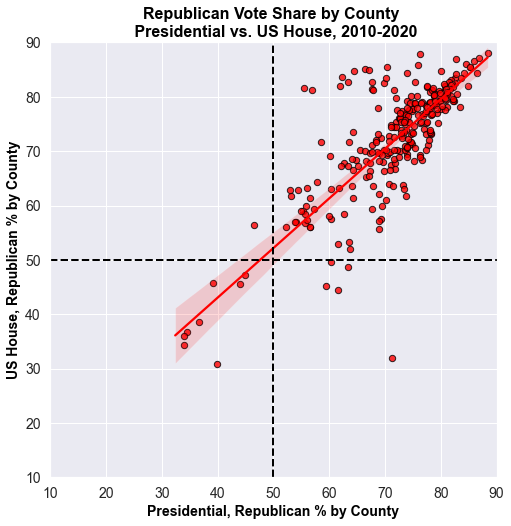 Republican Vote Share by County
Presidential vs. US House, 2010-2020
US House, Republican % by County
90
80
70
60
50
40
30
20
10
10 20 30 40 50 60 70 80 90
Presidential, Republican % by County